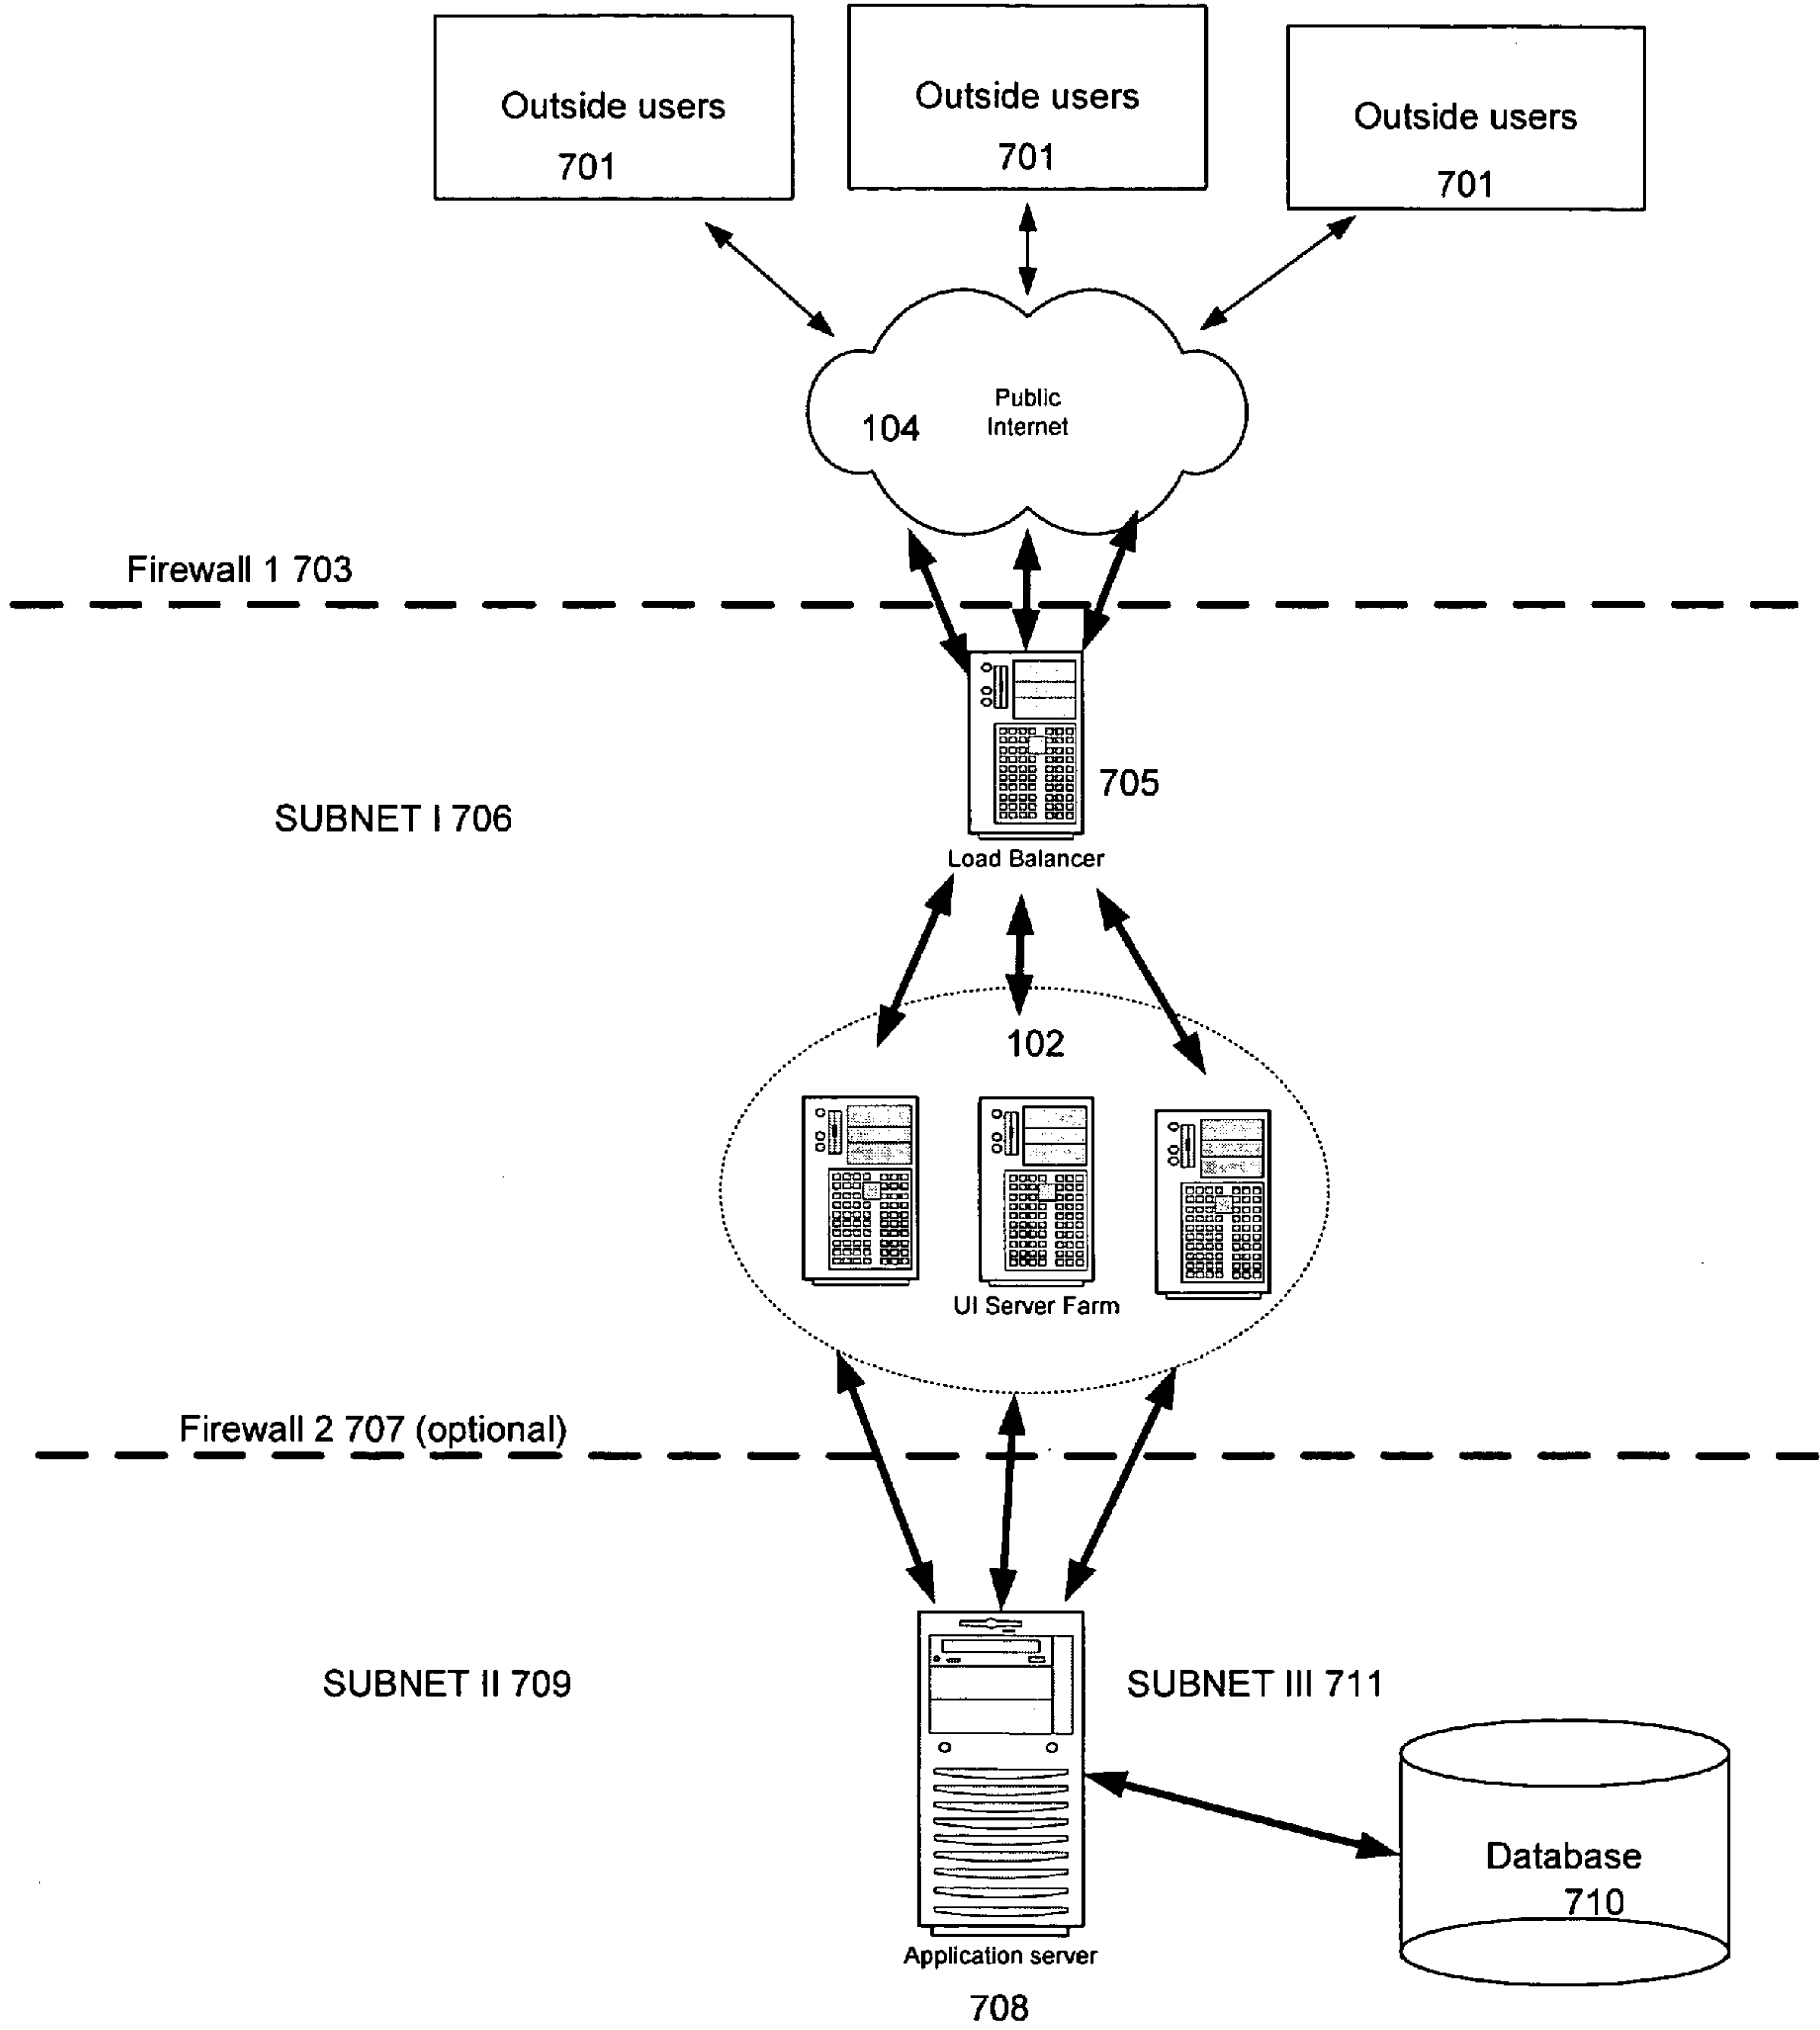 Outside users
701
Outside users
701
Outside users
701
Public
Internet
104
Firewall 1 703
705
SUBNET I 706
Load Balancer
102
UI Server Farm
Firewall 2 707 (optional)
SUBNET II 709
SUBNET III 711
Database
710
Application server
708